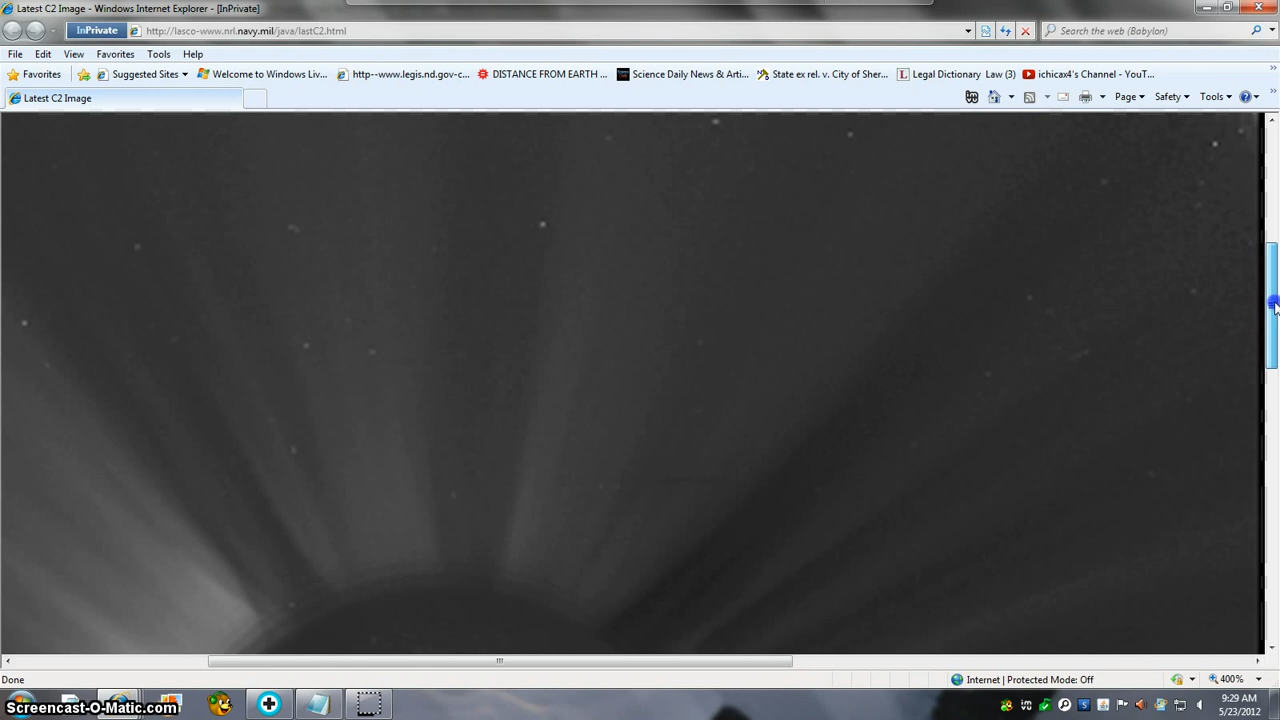 Latest C2 Image - Windows Internet Explorer - [InPrivate]
InPrivate http://lasco-www.nrl.navy.mil/java/lastC2.html Search the web (Babylon)
File Edit View Favorites Tools Help
Favorites Suggested Sites Welcome to Windows Liv... http--www.legis.nd.gov-c... DISTANCE FROM EARTH ... Science Daily News & Arti... State ex rel. v. City of Sher... Legal Dictionary Law (3) ichicax4's Channel - YouT...
Latest C2 Image
Page Safety Tools
Done Internet | Protected Mode: Off 400%
9:29 AM
5/23/2012
Screencast-O-Matic.com